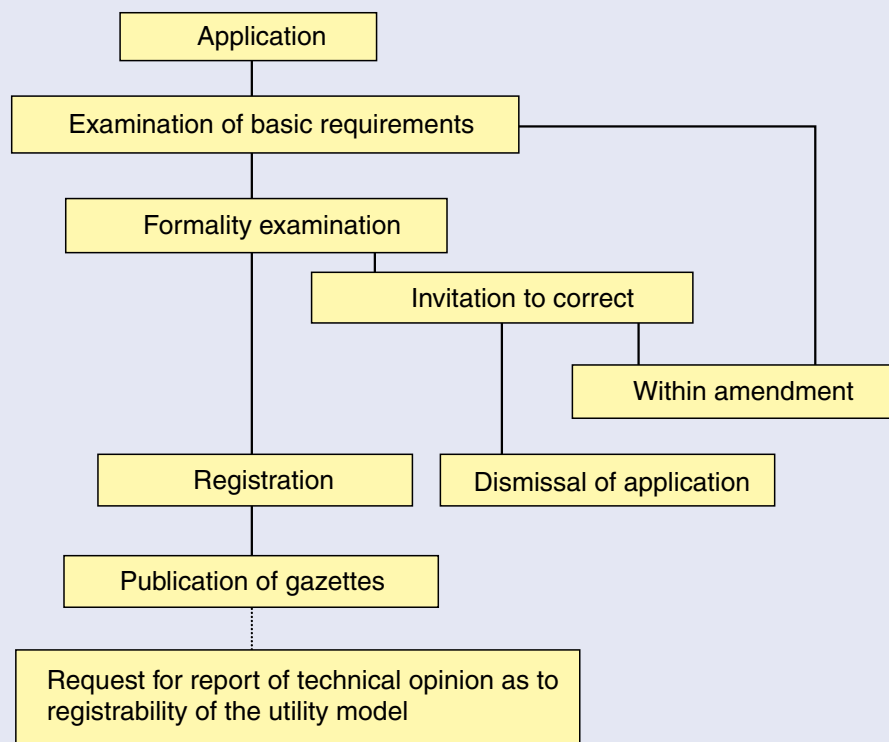 Application
Examination of basic requirements
Formality examination
Invitation to correct
Within amendment
Registration
Dismissal of application
Publication of gazettes
Request for report of technical opinion as to
registrability of the utility model